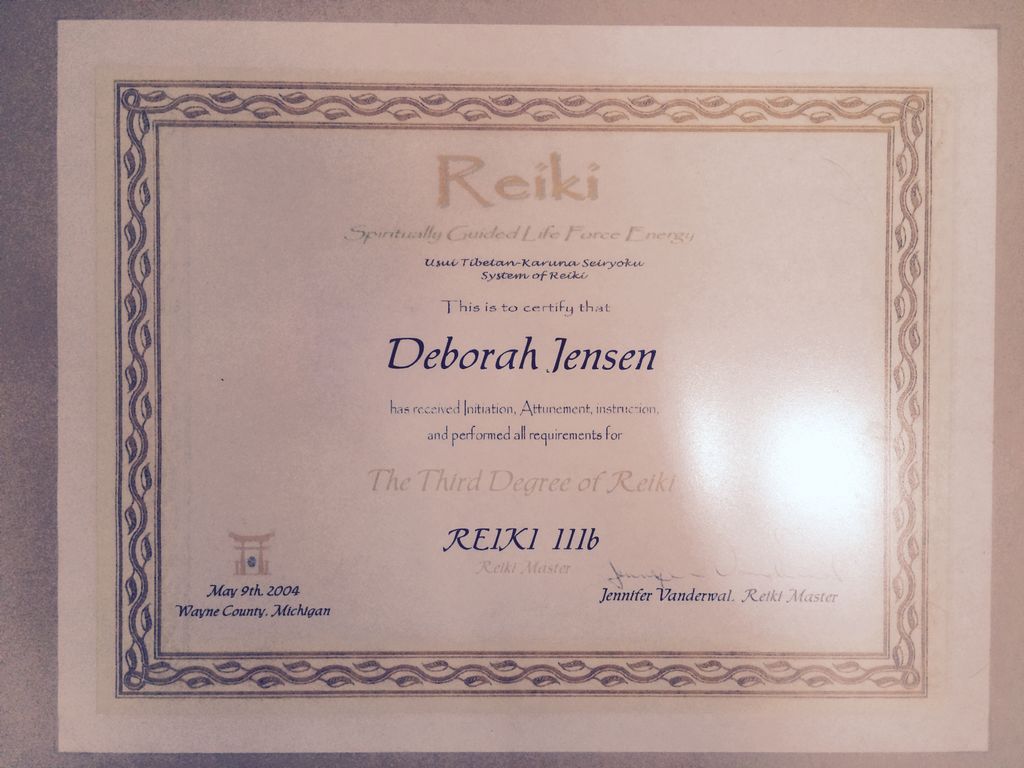 Reiki
Spiritually Guided Life Force Energy
Usui Tibetan-Karuna Seiryoku
System of Reiki
This is to certify that
Deborah Jensen
has received Initiation, Attunement, instruction,
and performed all requirements for
The Third Degree of Reiki
REIKI IIIb
Reiki Master
May 9th, 2004
Wayne County, Michigan
Jennifer Vanderwal, Reiki Master